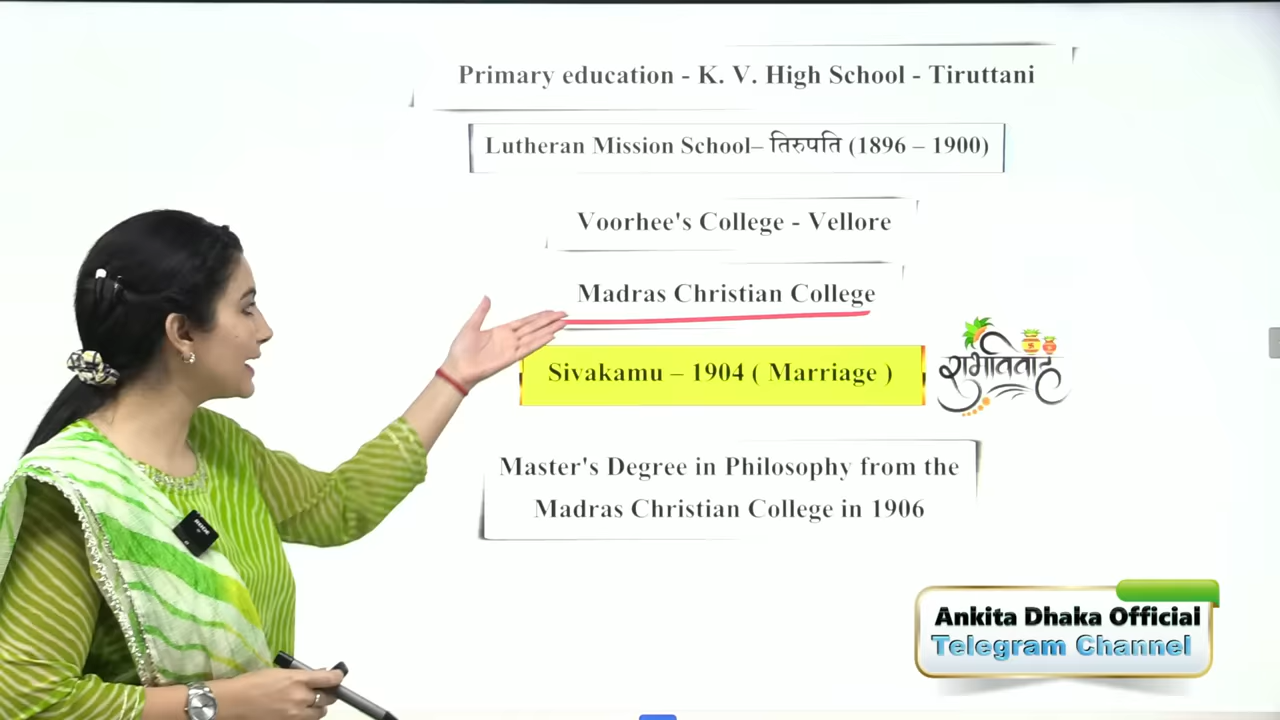 Primary education - K. V. High School - Tiruttani
Lutheran Mission School– तिरुपति (1896 – 1900)
Voorhee's College - Vellore
Madras Christian College
Sivakamu – 1904 ( Marriage )
Master's Degree in Philosophy from the
Madras Christian College in 1906
Ankita Dhaka Official
Telegram Channel